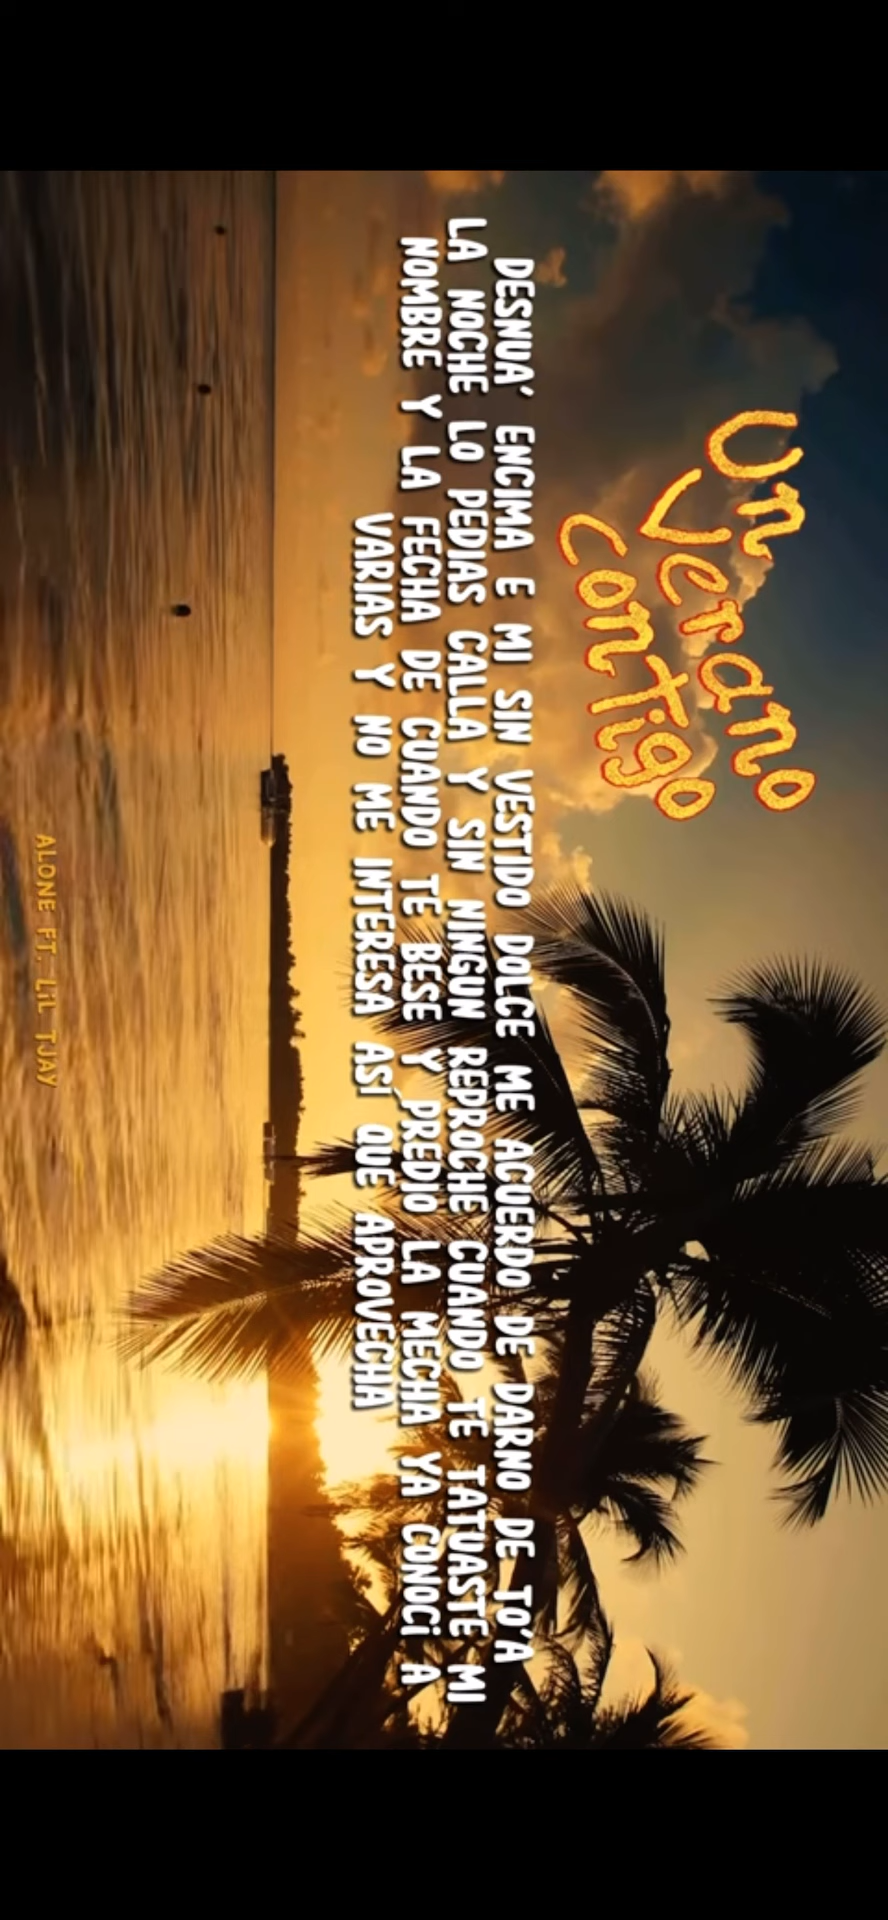 Un
Verano
contigo
DESNUA' ENCIMA E MI SIN VESTIDO DOLCE ME ACUERDO DE DARNO DE TO'A
LA NOCHE LO PEDIAS CALLA Y SIN NINGUN REPROCHE CUANDO TE TATUASTE MI
NOMBRE Y LA FECHA DE CUANDO TE BESE Y PREDIO LA MECHA YA CONOCÍ A
VARIAS Y NO ME INTERESA ASÍ QUE APROVECHA
ALONE FT. LIL TJAY